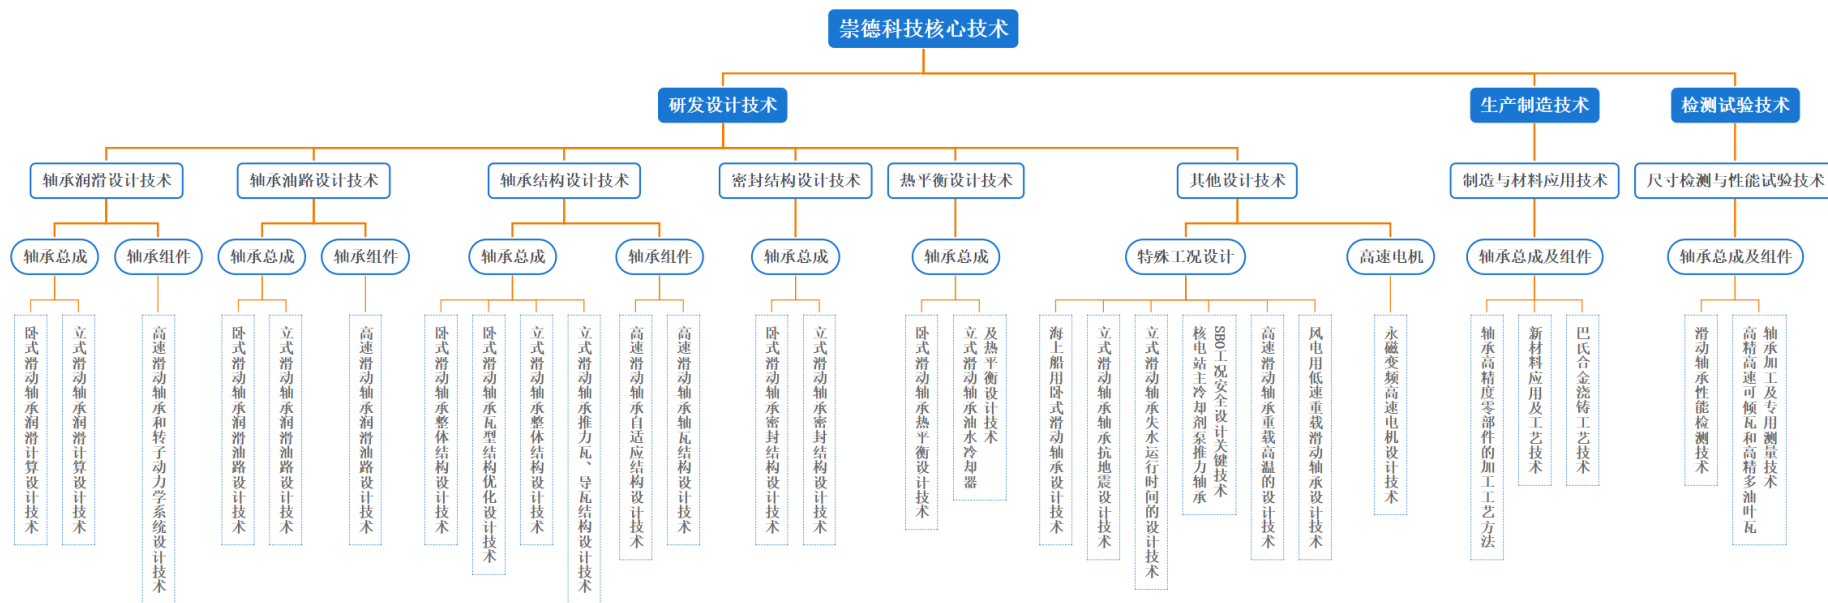 崇德科技核心技术
研发设计技术
生产制造技术
检测试验技术
轴承润滑设计技术
轴承油路设计技术
轴承结构设计技术
密封结构设计技术
热平衡设计技术
其他设计技术
制造与材料应用技术
尺寸检测与性能试验技术
轴承总成
轴承组件
轴承总成
轴承组件
轴承总成
轴承组件
轴承总成
轴承总成
特殊工况设计
高速电机
轴承总成及组件
轴承总成及组件
卧式滑动轴承润滑计算设计技术
立式滑动轴承润滑计算设计技术
高速滑动轴承和转子动力学系统设计技术
卧式滑动轴承润滑油路设计技术
立式滑动轴承润滑油路设计技术
高速滑动轴承润滑油路设计技术
卧式滑动轴承整体结构设计技术
卧式滑动轴承瓦型结构优化设计技术
立式滑动轴承整体结构设计技术
立式滑动轴承推力瓦、导瓦结构设计技术
高速滑动轴承自适应结构设计技术
高速滑动轴承轴瓦结构设计技术
卧式滑动轴承密封结构设计技术
立式滑动轴承密封结构设计技术
卧式滑动轴承热平衡设计技术
立式滑动轴承油水冷却器
及热平衡设计技术
海上船用卧式滑动轴承设计技术
立式滑动轴承轴承抗地震设计技术
立式滑动轴承失水运行时间的设计技术
核电站主冷却剂泵推力轴承
SBO工况安全设计关键技术
高速滑动轴承重载高温的设计技术
风电用低速重载滑动轴承设计技术
永磁变频高速电机设计技术
轴承高精度零部件的加工工艺方法
新材料应用及工艺技术
巴氏合金浇铸工艺技术
滑动轴承性能检测技术
高精高速可倾瓦和高精多油叶瓦
轴承加工及专用测量技术